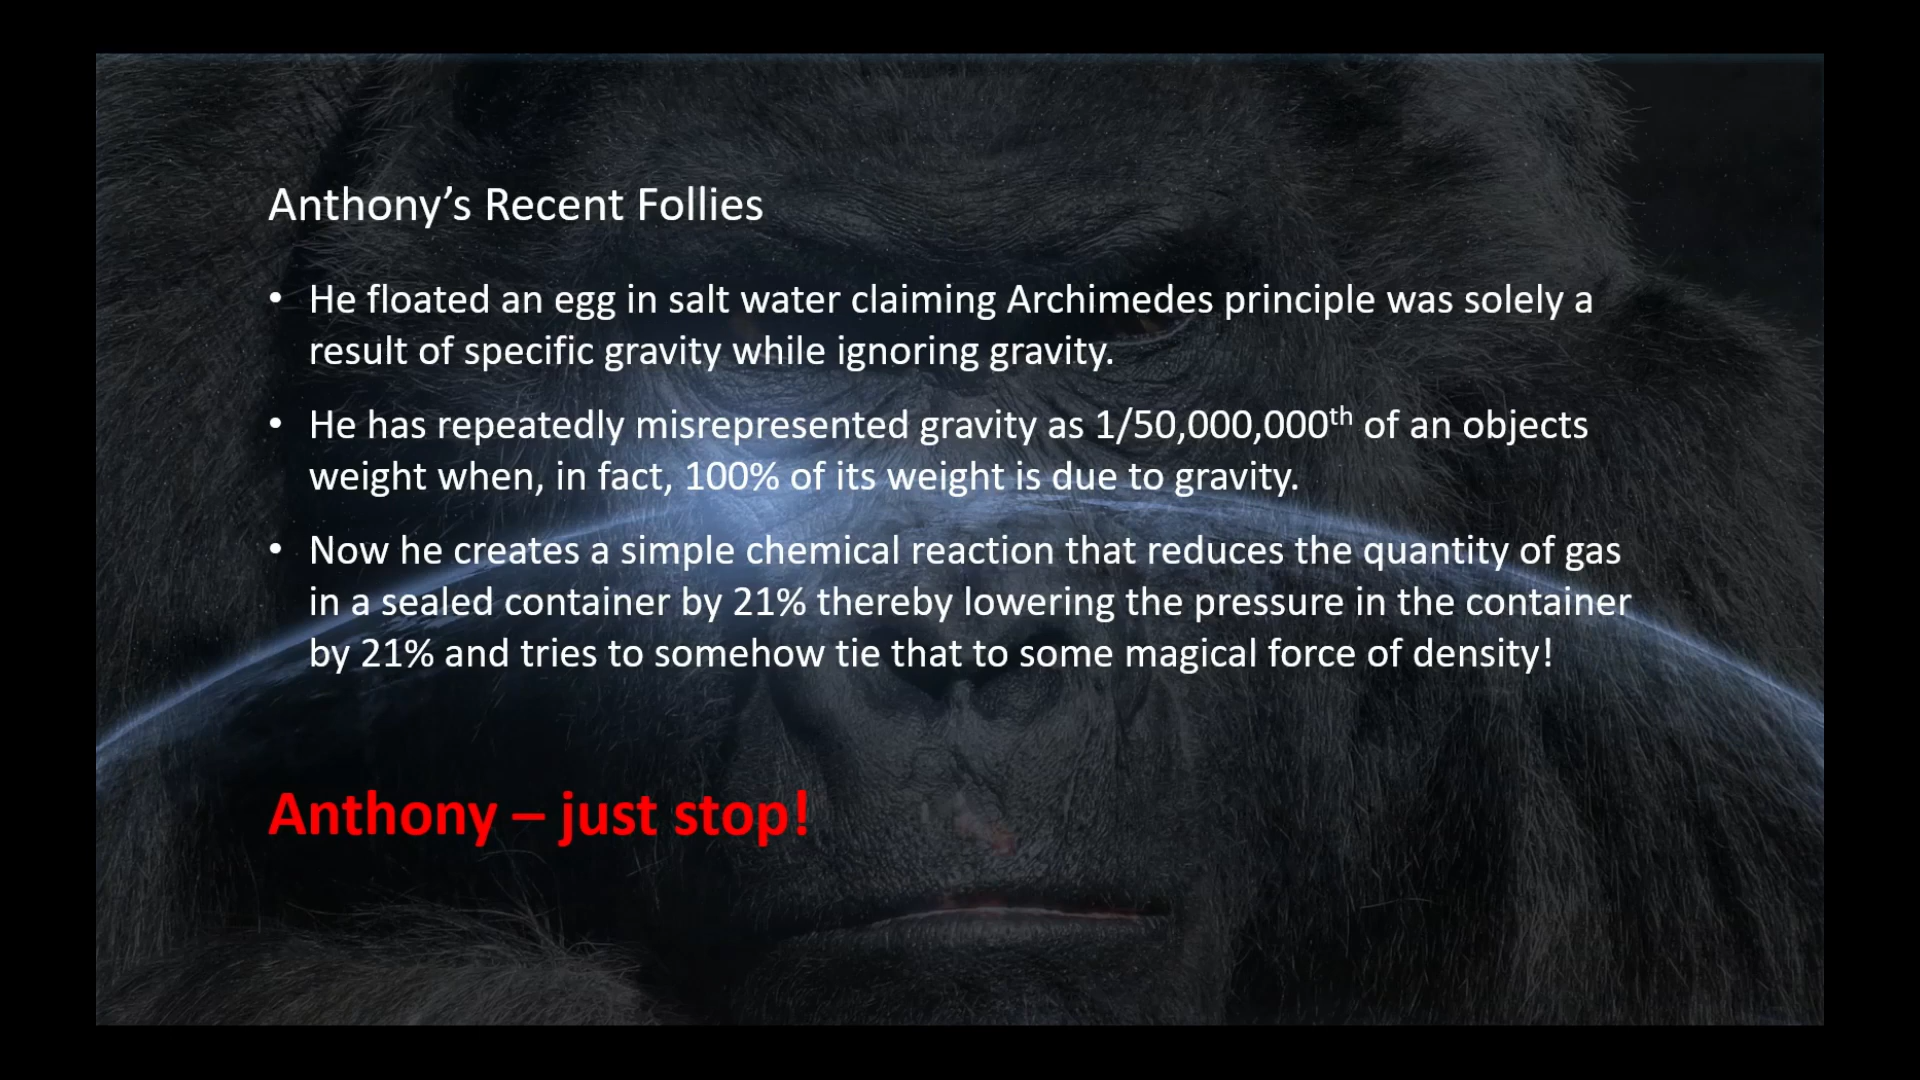 Anthony’s Recent Follies
• He floated an egg in salt water claiming Archimedes principle was solely a
result of specific gravity while ignoring gravity.
• He has repeatedly misrepresented gravity as 1/50,000,000th of an objects
weight when, in fact, 100% of its weight is due to gravity.
• Now he creates a simple chemical reaction that reduces the quantity of gas
in a sealed container by 21% thereby lowering the pressure in the container
by 21% and tries to somehow tie that to some magical force of density!
Anthony – just stop!